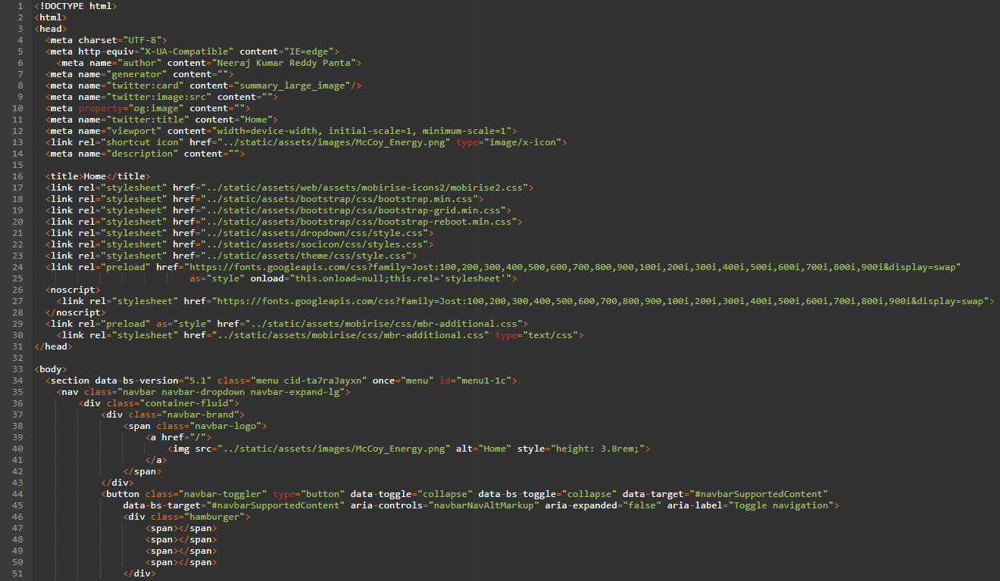 1 <!DOCTYPE html>
2 <html>
3 <head>
4 <meta charset="UTF-8">
5 <meta http-equiv="X-UA-Compatible" content="IE=edge">
6 <meta name="author" content="Neeraj Kumar Reddy Panta">
7 <meta name="generator" content="">
8 <meta name="twitter:card" content="summary_large_image"/>
9 <meta name="twitter:image:src" content="">
10 <meta property="og:image" content="">
11 <meta name="twitter:title" content="Home">
12 <meta name="viewport" content="width=device-width, initial-scale=1, minimum-scale=1">
13 <link rel="shortcut icon" href="../static/assets/images/McCoy_Energy.png" type="image/x-icon">
14 <meta name="description" content="">
15
16 <title>Home</title>
17 <link rel="stylesheet" href="../static/assets/web/assets/mobirise-icons2/mobirise2.css">
18 <link rel="stylesheet" href="../static/assets/bootstrap/css/bootstrap.min.css">
19 <link rel="stylesheet" href="../static/assets/bootstrap/css/bootstrap-grid.min.css">
20 <link rel="stylesheet" href="../static/assets/bootstrap/css/bootstrap-reboot.min.css">
21 <link rel="stylesheet" href="../static/assets/dropdown/css/style.css">
22 <link rel="stylesheet" href="../static/assets/socicon/css/styles.css">
23 <link rel="stylesheet" href="../static/assets/theme/css/style.css">
24 <link rel="preload" href="https://fonts.googleapis.com/css?family=Jost:100,200,300,400,500,600,700,800,900,100i,200i,300i,400i,500i,600i,700i,800i,900i&display=swap"
25 as="style" onload="this.onload=null;this.rel='stylesheet'">
26 <noscript>
27 <link rel="stylesheet" href="https://fonts.googleapis.com/css?family=Jost:100,200,300,400,500,600,700,800,900,100i,200i,300i,400i,500i,600i,700i,800i,900i&display=swap">
28 </noscript>
29 <link rel="preload" as="style" href="../static/assets/mobirise/css/mbr-additional.css">
30 <link rel="stylesheet" href="../static/assets/mobirise/css/mbr-additional.css" type="text/css">
31 </head>
32
33 <body>
34 <section data-bs-version="5.1" class="menu cid-ta7raJayxn" once="menu" id="menu1-1c">
35 <nav class="navbar navbar-dropdown navbar-expand-lg">
36 <div class="container-fluid">
37 <div class="navbar-brand">
38 <span class="navbar-logo">
39 <a href="/">
40 <img src="../static/assets/images/McCoy_Energy.png" alt="Home" style="height: 3.8rem;">
41 </a>
42 </span>
43 </div>
44 <button class="navbar-toggler" type="button" data-toggle="collapse" data-bs-toggle="collapse" data-target="#navbarSupportedContent"
45 data-bs-target="#navbarSupportedContent" aria-controls="navbarNavAltMarkup" aria-expanded="false" aria-label="Toggle navigation">
46 <div class="hamburger">
47 <span></span>
48 <span></span>
49 <span></span>
50 <span></span>
51 </div>